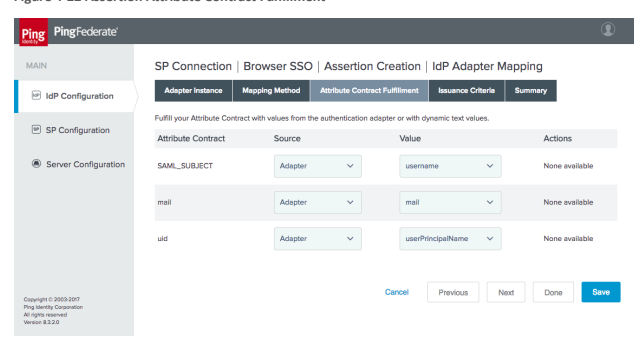 Figure 1-22 Assertion Attribute Contract Fulfillment
Ping
Identity
PingFederate'
MAIN
SP Connection | Browser SSO | Assertion Creation | IdP Adapter Mapping
IdP
IdP Configuration
Adapter Instance
Mapping Method
Attribute Contract Fulfillment
Issuance Criteria
Summary
Fulfill your Attribute Contract with values from the authentication adapter or with dynamic text values.
SP
SP Configuration
Attribute Contract
Source
Value
Actions
Server Configuration
SAML_SUBJECT
Adapter
username
None available
mail
Adapter
mail
None available
uid
Adapter
userPrincipalName
None available
Cancel
Previous
Next
Done
Save
Copyright © 2003-2017
Ping Identity Corporation
All rights reserved
Version 8.3.2.0